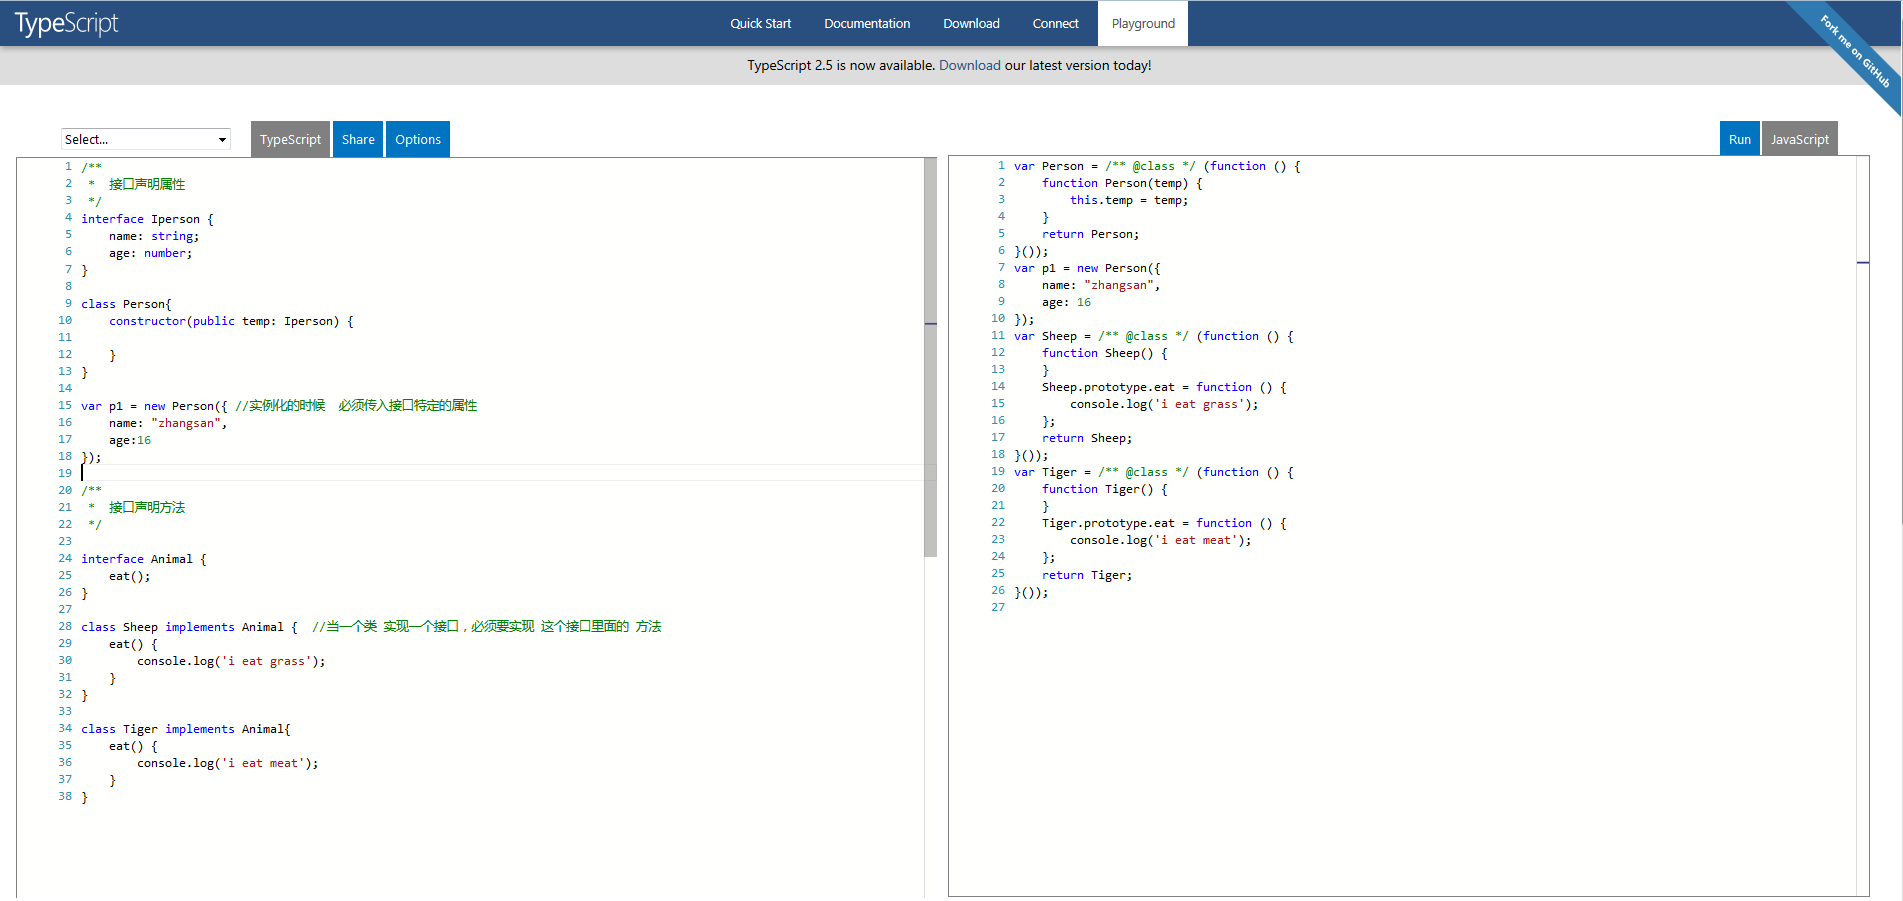 TypeScript
Quick Start Documentation Download Connect Playground
Fork me on GitHub
TypeScript 2.5 is now available. Download our latest version today!
Select... TypeScript Share Options
1 /**
2  *  接口声明属性
3  */
4 interface Iperson {
5     name: string;
6     age: number;
7 }
8
9 class Person{
10     constructor(public temp: Iperson) {
11
12     }
13 }
14
15 var p1 = new Person({ //实例化的时候  必须传入接口特定的属性
16     name: "zhangsan",
17     age:16
18 });
19
20 /**
21  *  接口声明方法
22  */
23
24 interface Animal {
25     eat();
26 }
27
28 class Sheep implements Animal {  //当一个类 实现一个接口，必须要实现 这个接口里面的 方法
29     eat() {
30         console.log('i eat grass');
31     }
32 }
33
34 class Tiger implements Animal{
35     eat() {
36         console.log('i eat meat');
37     }
38 }
Run JavaScript
1 var Person = /** @class */ (function () {
2     function Person(temp) {
3         this.temp = temp;
4     }
5     return Person;
6 }());
7 var p1 = new Person({
8     name: "zhangsan",
9     age: 16
10 });
11 var Sheep = /** @class */ (function () {
12     function Sheep() {
13     }
14     Sheep.prototype.eat = function () {
15         console.log('i eat grass');
16     };
17     return Sheep;
18 }());
19 var Tiger = /** @class */ (function () {
20     function Tiger() {
21     }
22     Tiger.prototype.eat = function () {
23         console.log('i eat meat');
24     };
25     return Tiger;
26 }());
27